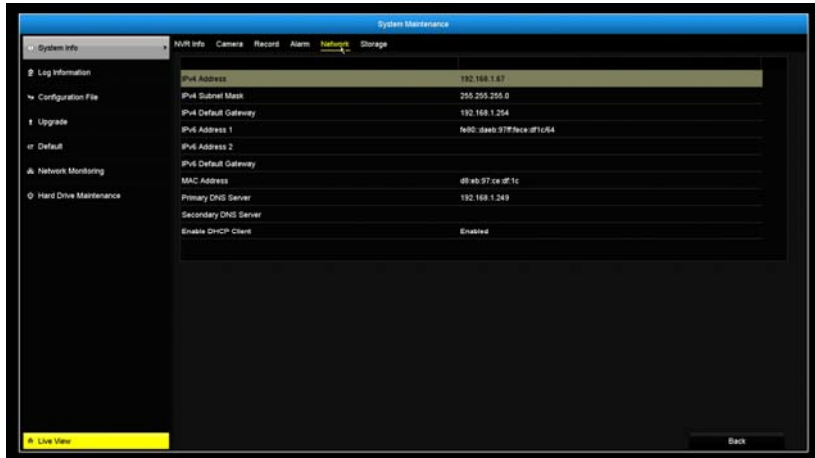 System Maintenance
System Info
NVR Info Camera Record Alarm Network Storage
Log Information
Configuration File
Upgrade
Default
Network Monitoring
Hard Drive Maintenance
IPv4 Address 192.168.1.67
IPv4 Subnet Mask 255.255.255.0
IPv4 Default Gateway 192.168.1.254
IPv6 Address 1 fe80::daeb:97ff:fece:df1c/64
IPv6 Address 2
IPv6 Default Gateway
MAC Address d8:eb:97:ce:df:1c
Primary DNS Server 192.168.1.249
Secondary DNS Server
Enable DHCP Client Enabled
Live View
Back